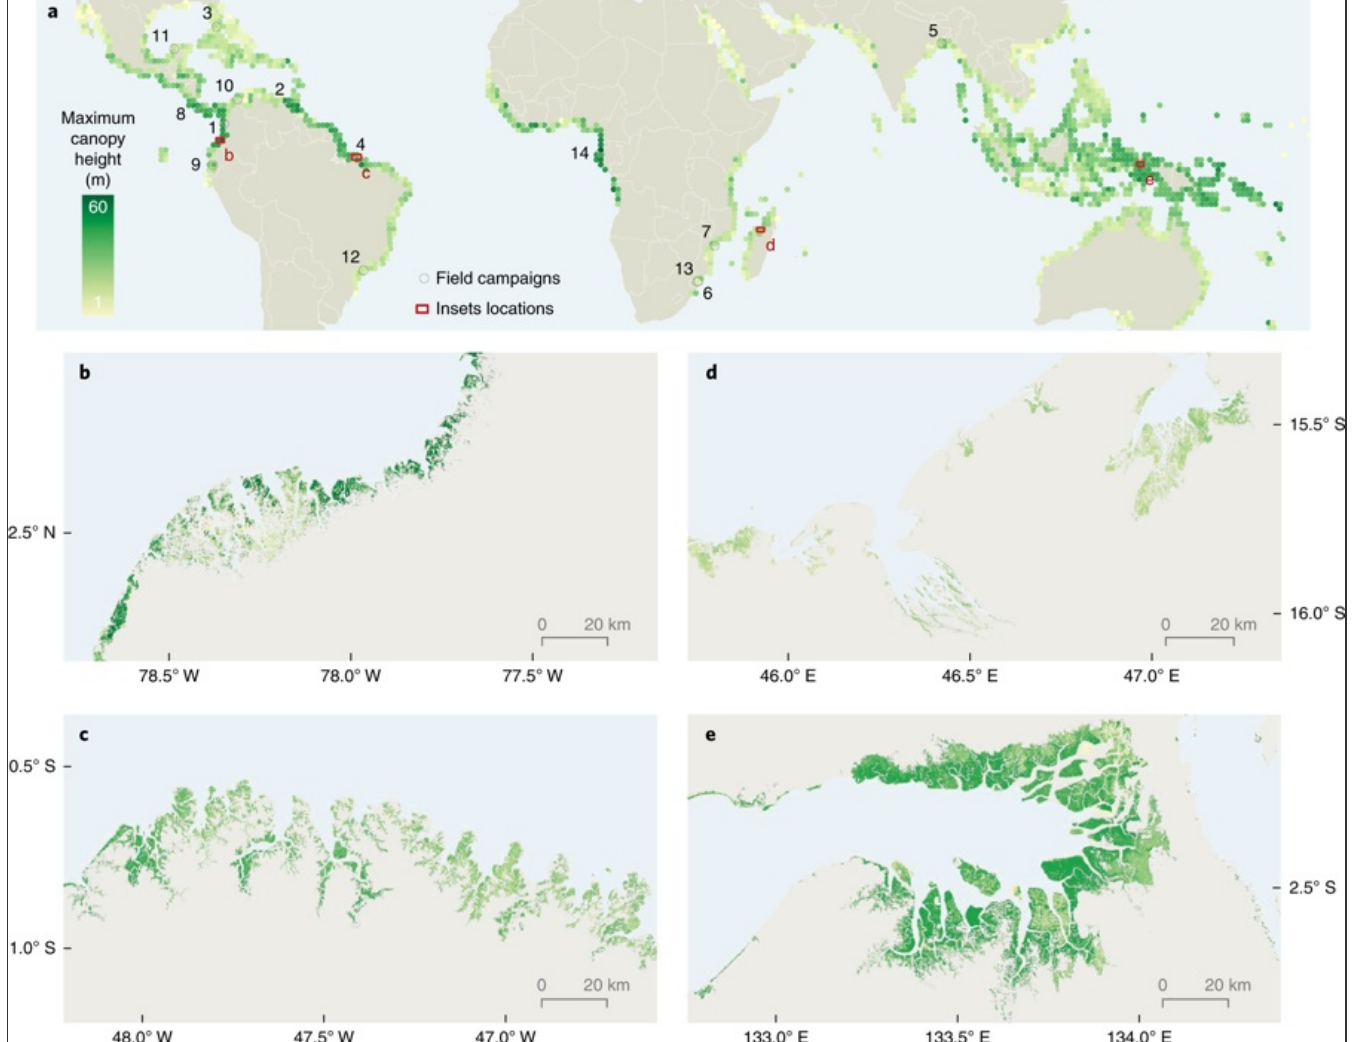 a
3
11
5
10
2
8
Maximum
canopy
height
(m)
1
4
14
b
9
c
e
60
7
d
12
13
6
1
Field campaigns
Insets locations
b
d
15.5° S
2.5° N
16.0° S
0 20 km
0 20 km
78.5° W 78.0° W 77.5° W
46.0° E 46.5° E 47.0° E
c
e
0.5° S
2.5° S
1.0° S
0 20 km
0 20 km
48.0° W 47.5° W 47.0° W
133.0° E 133.5° E 134.0° E